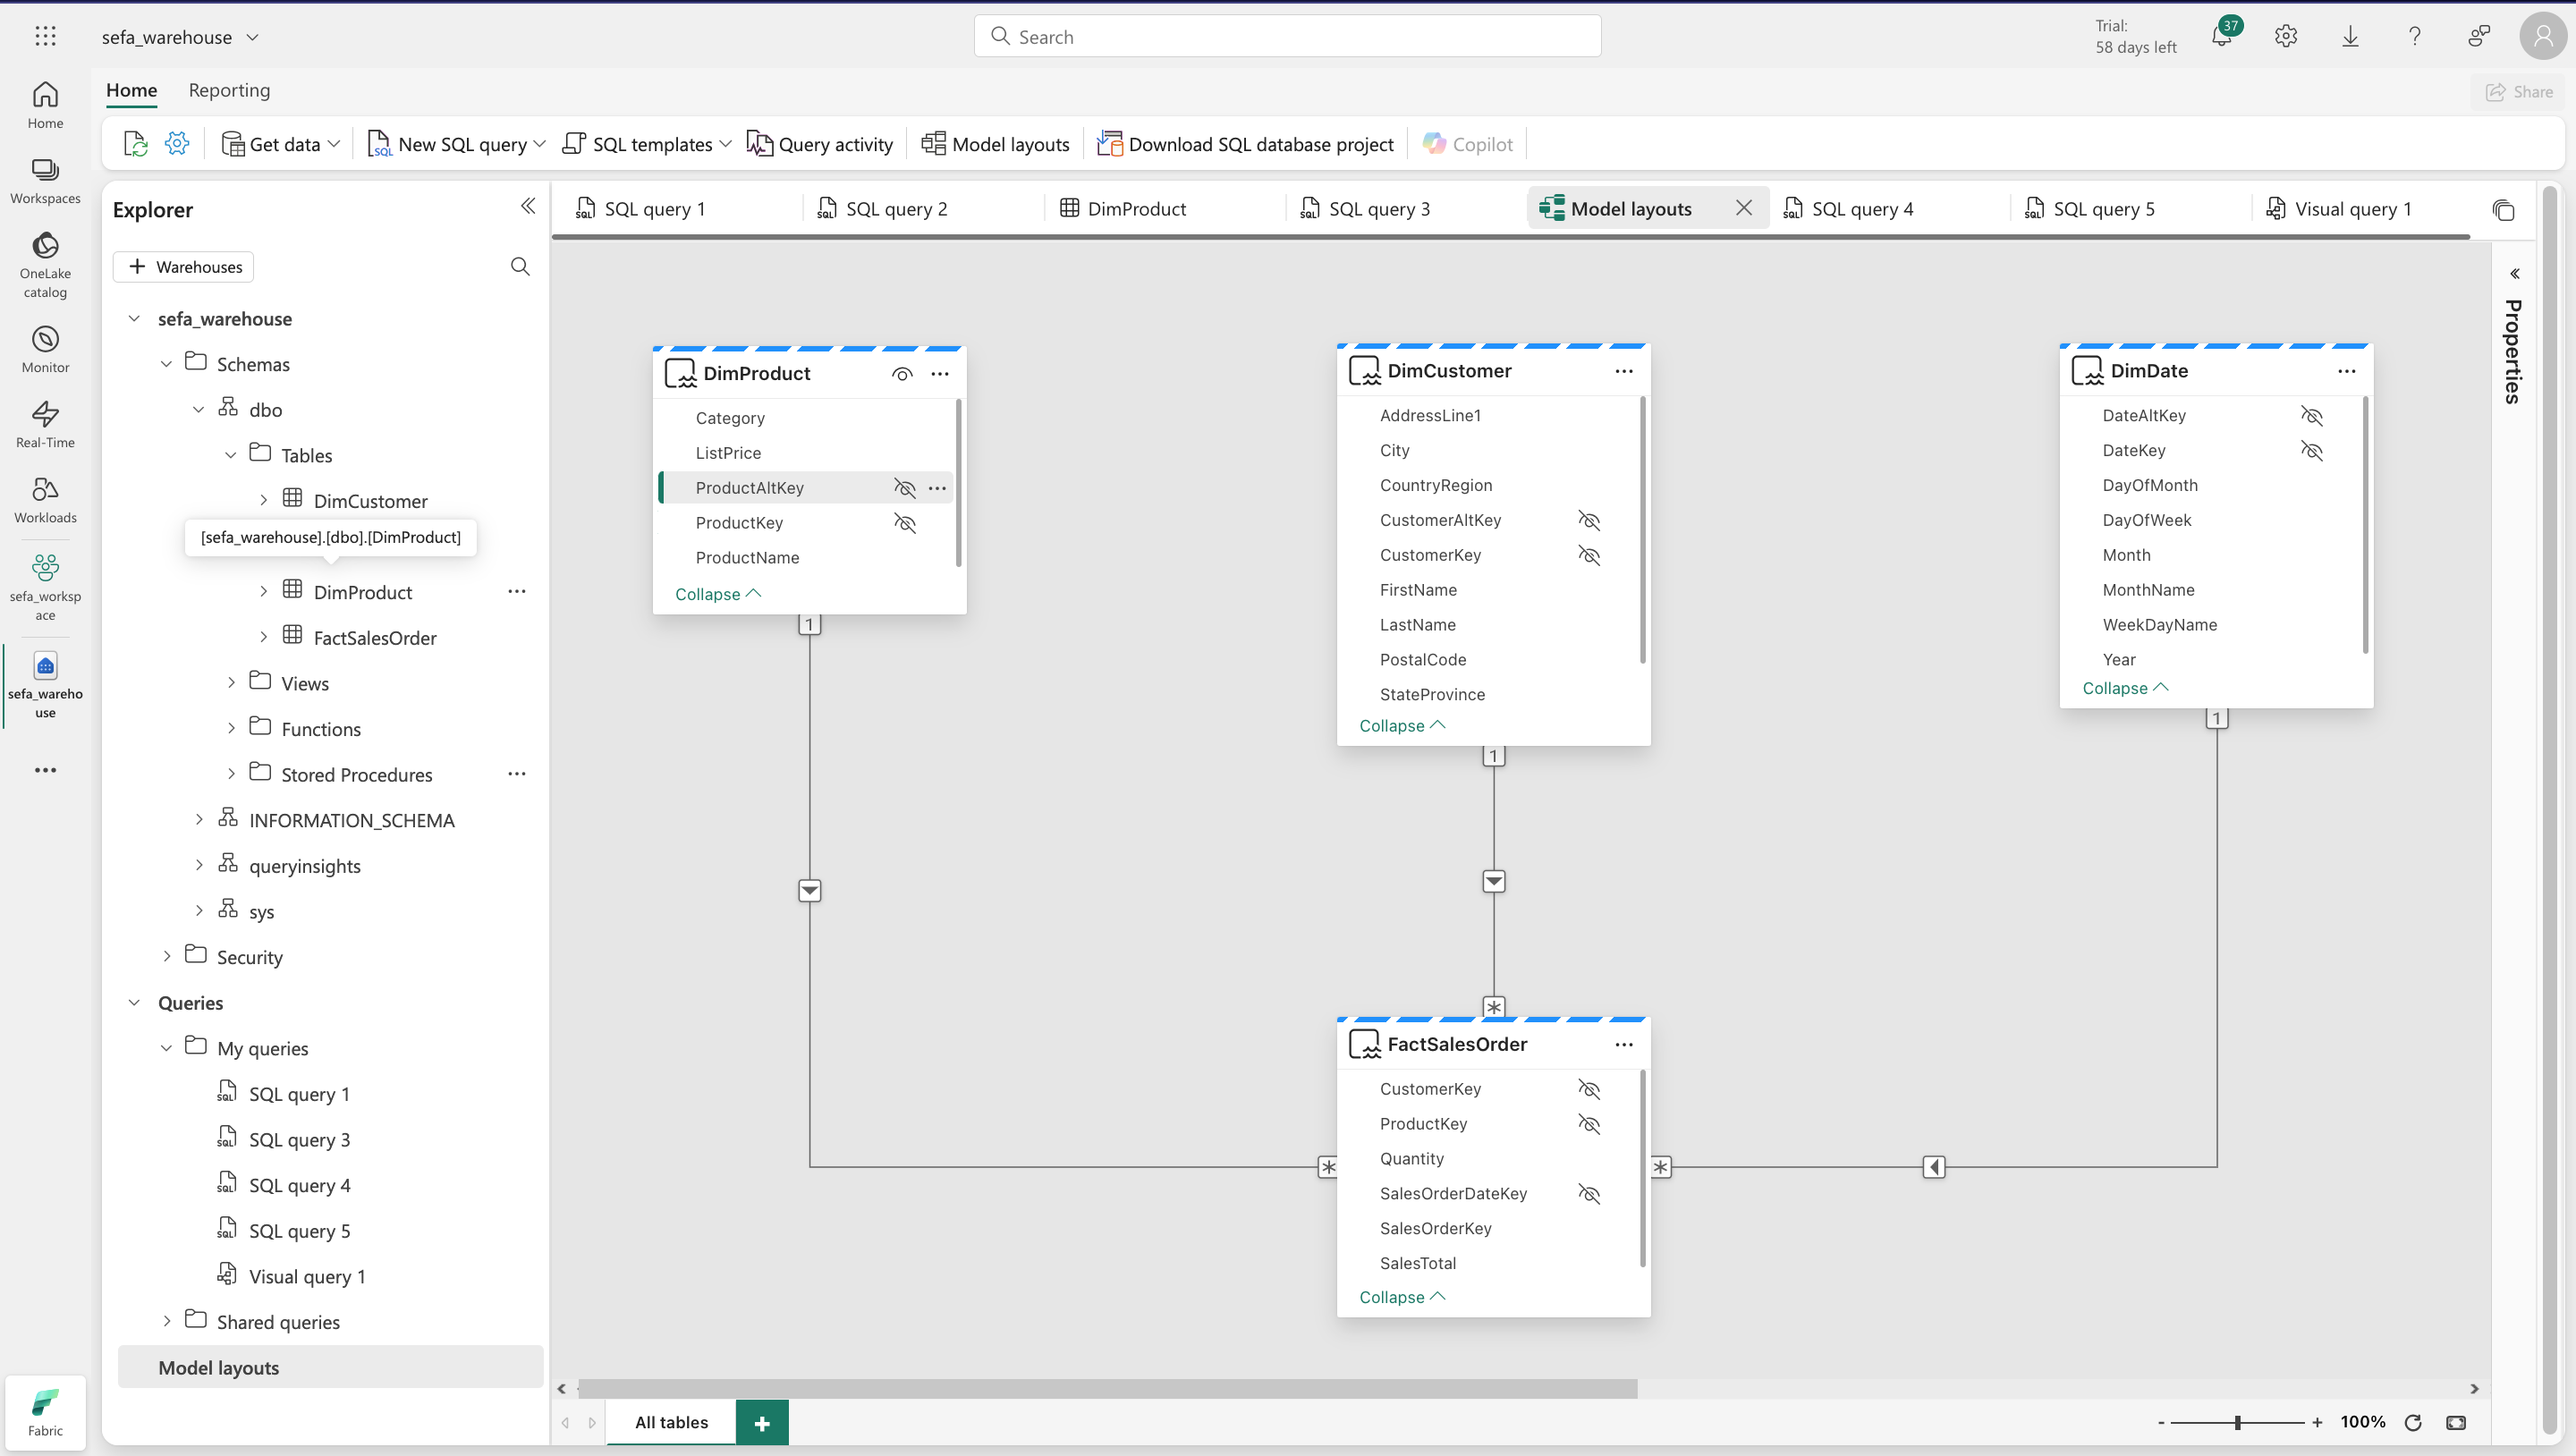 sefa_warehouse
Search
Trial:
58 days left
37
Home
Reporting
Share
Get data
New SQL query
SQL templates
Query activity
Model layouts
Download SQL database project
Copilot
Home
Workspaces
OneLake
catalog
Monitor
Real-Time
Workloads
sefa_worksp
ace
sefa_wareho
use
Fabric
Explorer
Warehouses
sefa_warehouse
Schemas
dbo
Tables
DimCustomer
[sefa_warehouse].[dbo].[DimProduct]
DimProduct
FactSalesOrder
Views
Functions
Stored Procedures
INFORMATION_SCHEMA
queryinsights
sys
Security
Queries
My queries
SQL query 1
SQL query 3
SQL query 4
SQL query 5
Visual query 1
Shared queries
Model layouts
SQL query 1
SQL query 2
DimProduct
SQL query 3
Model layouts
SQL query 4
SQL query 5
Visual query 1
Properties
DimProduct
Category
ListPrice
ProductAltKey
ProductKey
ProductName
Collapse
1
DimCustomer
AddressLine1
City
CountryRegion
CustomerAltKey
CustomerKey
FirstName
LastName
PostalCode
StateProvince
Collapse
1
*
DimDate
DateAltKey
DateKey
DayOfMonth
DayOfWeek
Month
MonthName
WeekDayName
Year
Collapse
1
FactSalesOrder
CustomerKey
ProductKey
Quantity
SalesOrderDateKey
SalesOrderKey
SalesTotal
Collapse
*
*
All tables
+
- + 100%